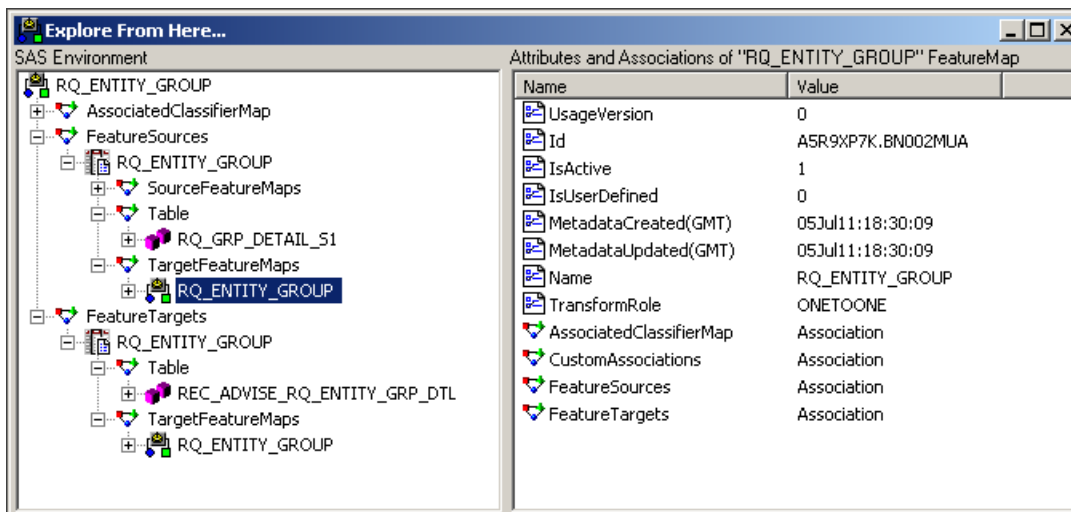 Explore From Here...
SAS Environment
RQ_ENTITY_GROUP
AssociatedClassifierMap
FeatureSources
RQ_ENTITY_GROUP
SourceFeatureMaps
Table
RQ_GRP_DETAIL_S1
TargetFeatureMaps
RQ_ENTITY_GROUP
FeatureTargets
RQ_ENTITY_GROUP
Table
REC_ADVISE_RQ_ENTITY_GRP_DTL
TargetFeatureMaps
RQ_ENTITY_GROUP
Attributes and Associations of "RQ_ENTITY_GROUP" FeatureMap
Name Value
UsageVersion 0
Id A5R9XP7K.BN002MUA
IsActive 1
IsUserDefined 0
MetadataCreated(GMT) 05Jul11:18:30:09
MetadataUpdated(GMT) 05Jul11:18:30:09
Name RQ_ENTITY_GROUP
TransformRole ONETOONE
AssociatedClassifierMap Association
CustomAssociations Association
FeatureSources Association
FeatureTargets Association